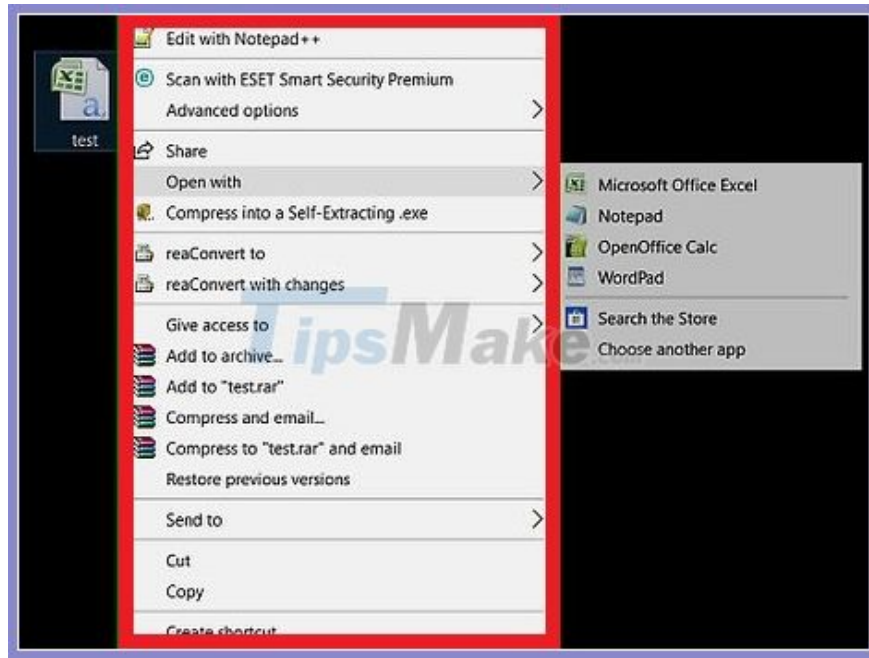 test
Edit with Notepad++
Scan with ESET Smart Security Premium
Advanced options
Share
Open with
Compress into a Self-Extracting .exe
reaConvert to
reaConvert with changes
Give access to
Add to archive...
Add to "test.rar"
Compress and email...
Compress to "test.rar" and email
Restore previous versions
Send to
Cut
Copy
Create shortcut
Microsoft Office Excel
Notepad
OpenOffice Calc
WordPad
Search the Store
Choose another app
TipsMake.com